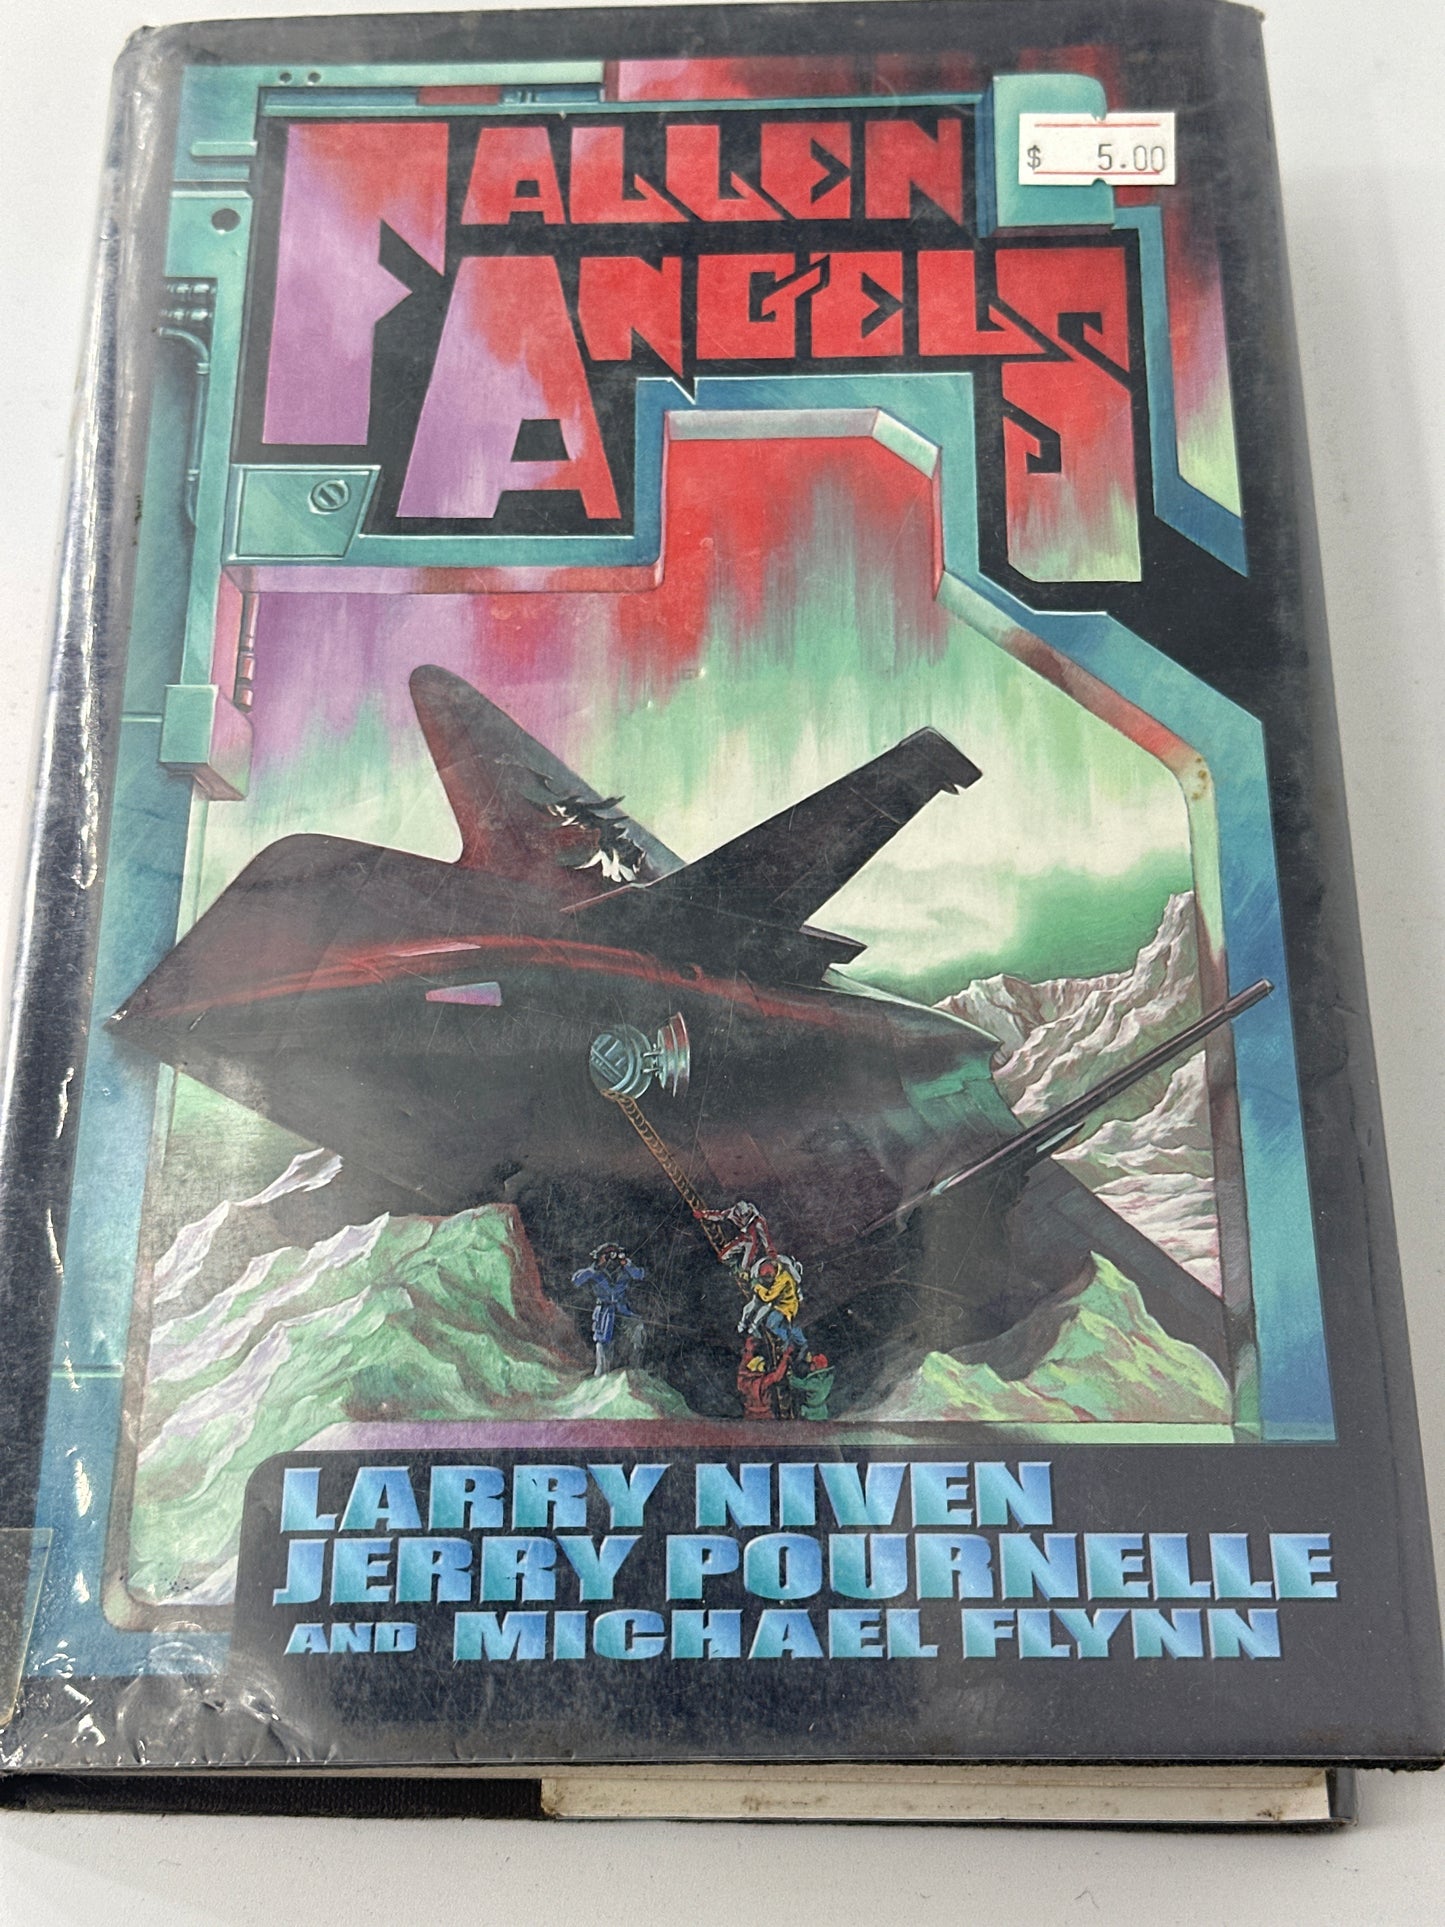 FALLEN
ANGELS
$ 5.00
LARRY NIVEN
JERRY POURNELLE
AND MICHAEL FLYNN